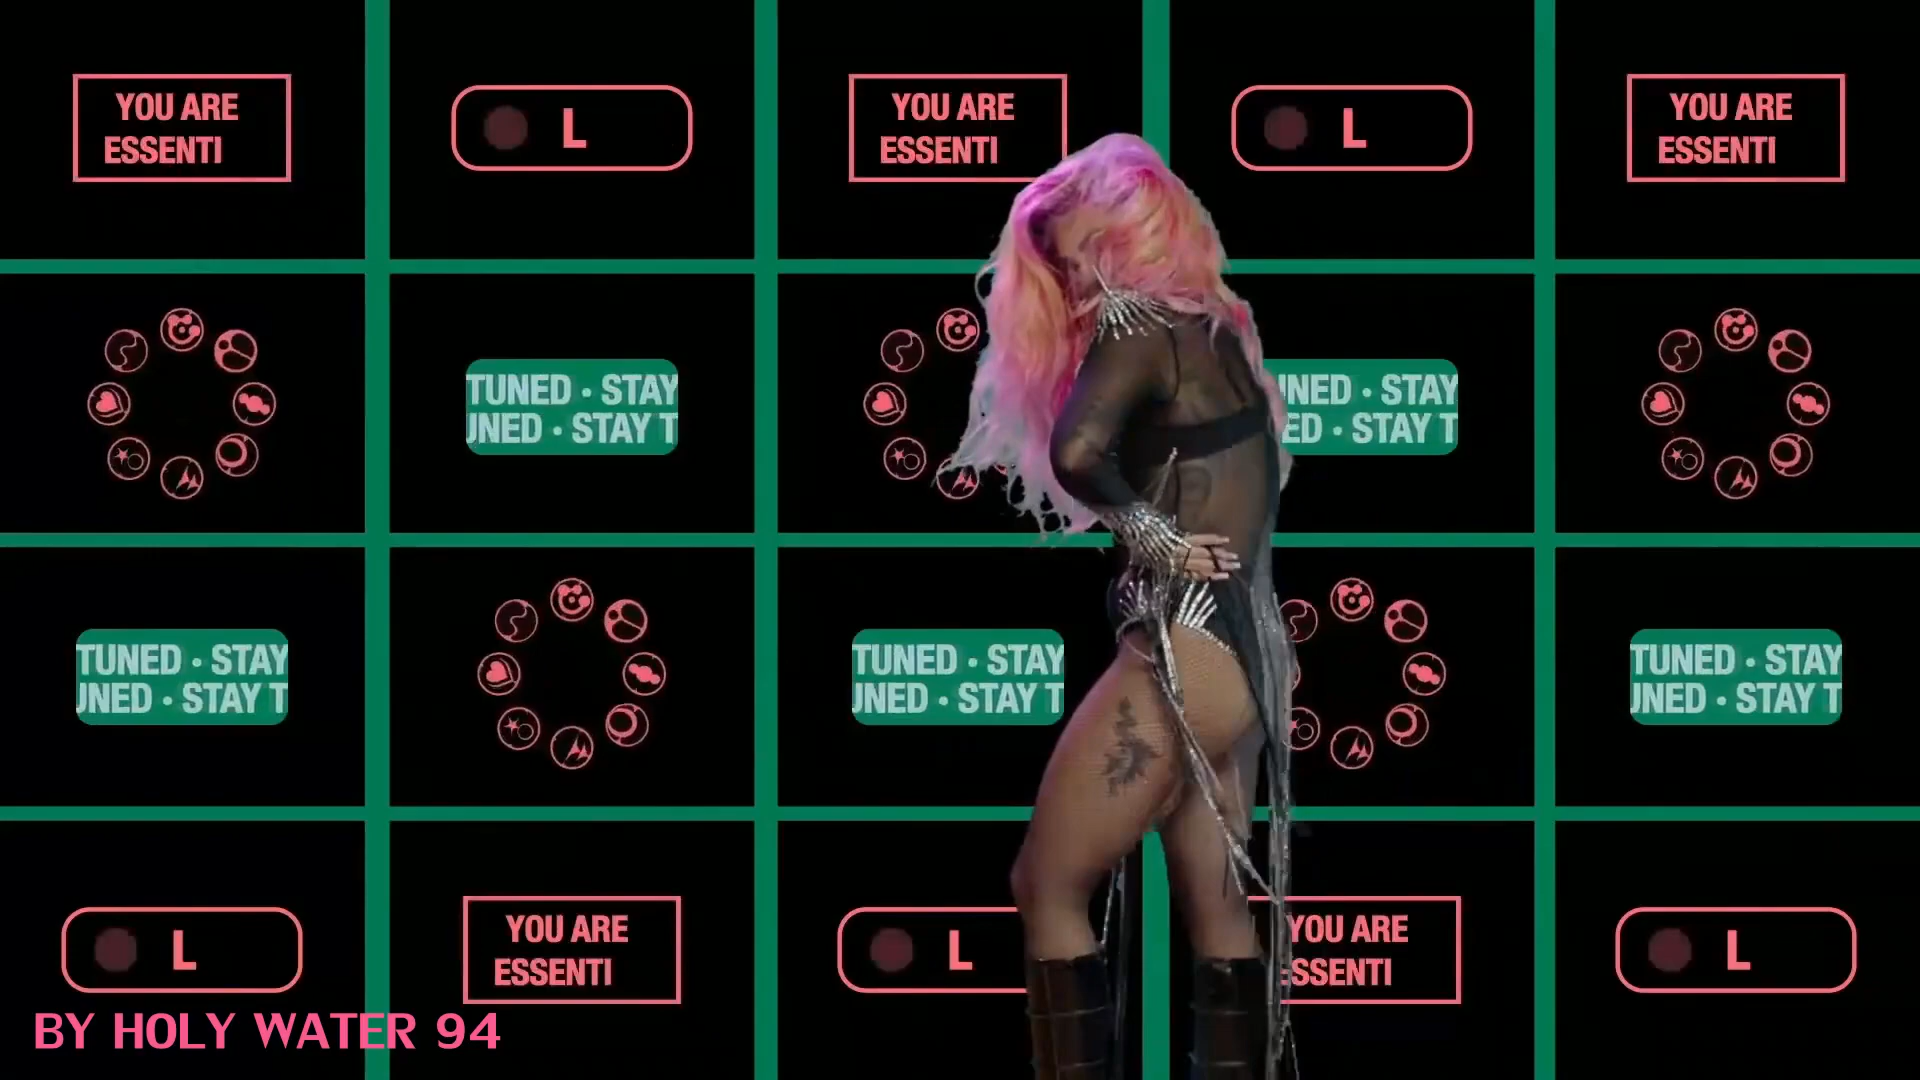 YOU ARE
ESSENTI
L
YOU ARE
ESSENTI
L
YOU ARE
ESSENTI
TUNED • STAY
UNED • STAY T
NED • STAY
ED • STAY T
TUNED • STAY
UNED • STAY T
TUNED • STAY
UNED • STAY T
TUNED • STAY
UNED • STAY T
L
YOU ARE
ESSENTI
L
YOU ARE
ESSENTI
L
BY HOLY WATER 94